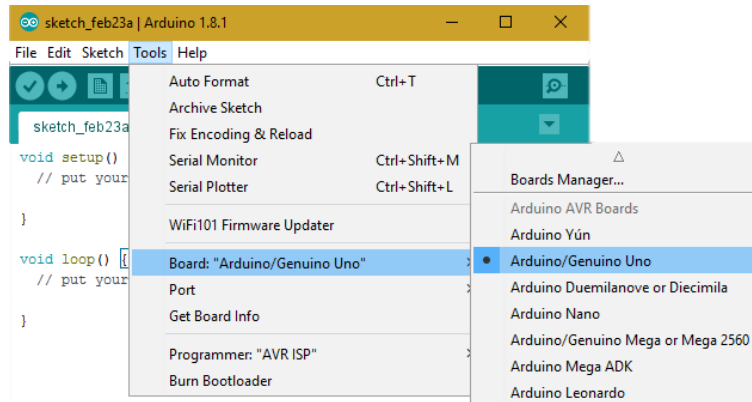 sketch_feb23a | Arduino 1.8.1
File Edit Sketch Tools Help
sketch_feb23a
void setup()
// put your
}
void loop() {
// put your
}
Auto Format Ctrl+T
Archive Sketch
Fix Encoding & Reload
Serial Monitor Ctrl+Shift+M
Serial Plotter Ctrl+Shift+L
WiFi101 Firmware Updater
Board: "Arduino/Genuino Uno"
Port
Get Board Info
Programmer: "AVR ISP"
Burn Bootloader
Boards Manager...
Arduino AVR Boards
Arduino Yún
Arduino/Genuino Uno
Arduino Duemilanove or Diecimila
Arduino Nano
Arduino/Genuino Mega or Mega 2560
Arduino Mega ADK
Arduino Leonardo